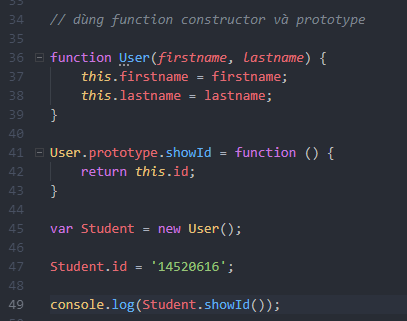 33
34 // dùng function constructor và prototype
35
36 function User(firstname, lastname) {
37 this.firstname = firstname;
38 this.lastname = lastname;
39 }
40
41 User.prototype.showId = function () {
42 return this.id;
43 }
44
45 var Student = new User();
46
47 Student.id = '14520616';
48
49 console.log(Student.showId());